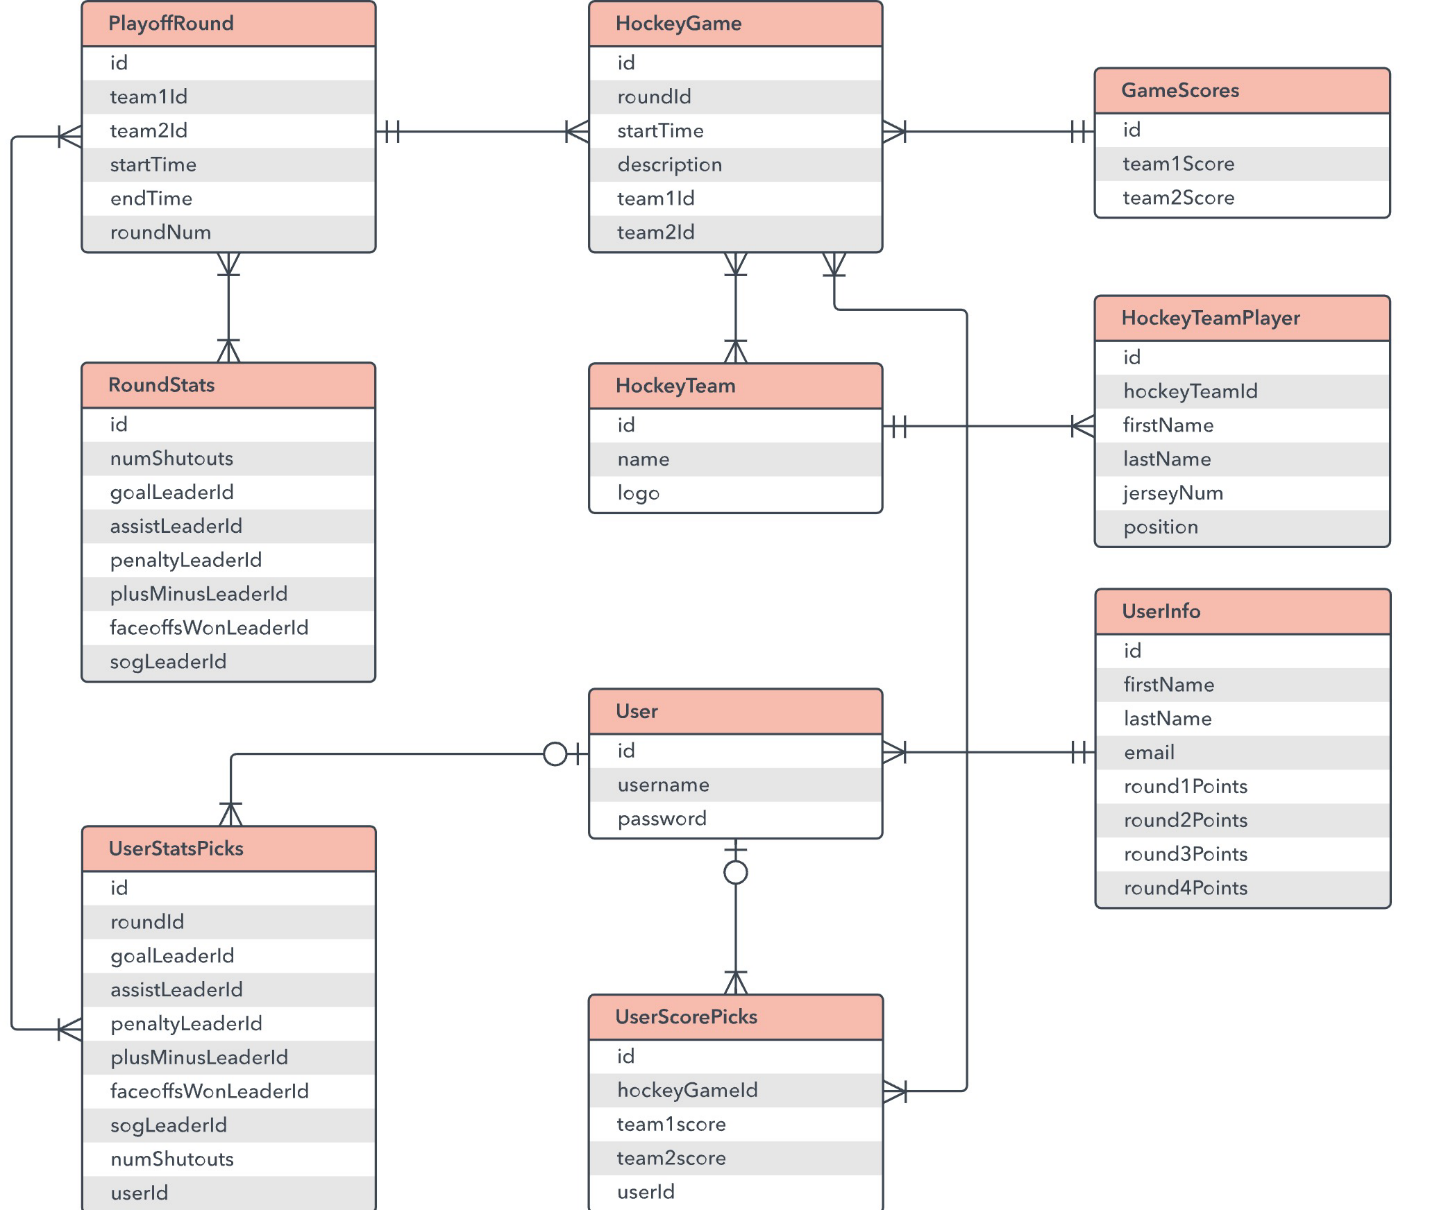 PlayoffRound
id
team1Id
team2Id
startTime
endTime
roundNum
HockeyGame
id
roundId
startTime
description
team1Id
team2Id
GameScores
id
team1Score
team2Score
RoundStats
id
numShutouts
goalLeaderId
assistLeaderId
penaltyLeaderId
plusMinusLeaderId
faceoffsWonLeaderId
sogLeaderId
HockeyTeam
id
name
logo
HockeyTeamPlayer
id
hockeyTeamId
firstName
lastName
jerseyNum
position
User
id
username
password
UserInfo
id
firstName
lastName
email
round1Points
round2Points
round3Points
round4Points
UserStatsPicks
id
roundId
goalLeaderId
assistLeaderId
penaltyLeaderId
plusMinusLeaderId
faceoffsWonLeaderId
sogLeaderId
numShutouts
userId
UserScorePicks
id
hockeyGameId
team1score
team2score
userId